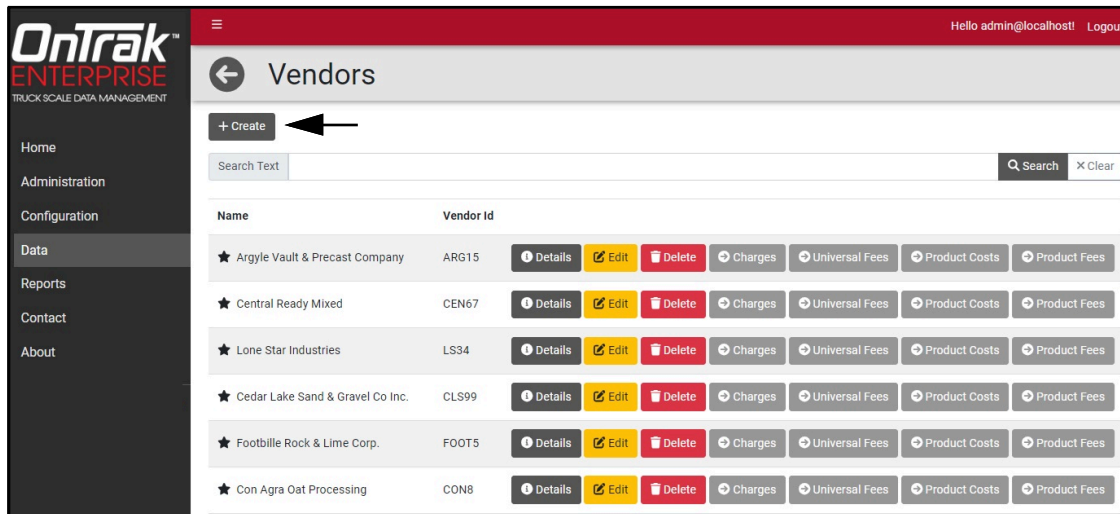 OnTrak™
ENTERPRISE
TRUCK SCALE DATA MANAGEMENT
Home
Administration
Configuration
Data
Reports
Contact
About
Hello admin@localhost! Logou
Vendors
+ Create
Search Text Search × Clear
Name Vendor Id
Argyle Vault & Precast Company ARG15 Details Edit Delete Charges Universal Fees Product Costs Product Fees
Central Ready Mixed CEN67 Details Edit Delete Charges Universal Fees Product Costs Product Fees
Lone Star Industries LS34 Details Edit Delete Charges Universal Fees Product Costs Product Fees
Cedar Lake Sand & Gravel Co Inc. CLS99 Details Edit Delete Charges Universal Fees Product Costs Product Fees
Footbille Rock & Lime Corp. FOOT5 Details Edit Delete Charges Universal Fees Product Costs Product Fees
Con Agra Oat Processing CON8 Details Edit Delete Charges Universal Fees Product Costs Product Fees